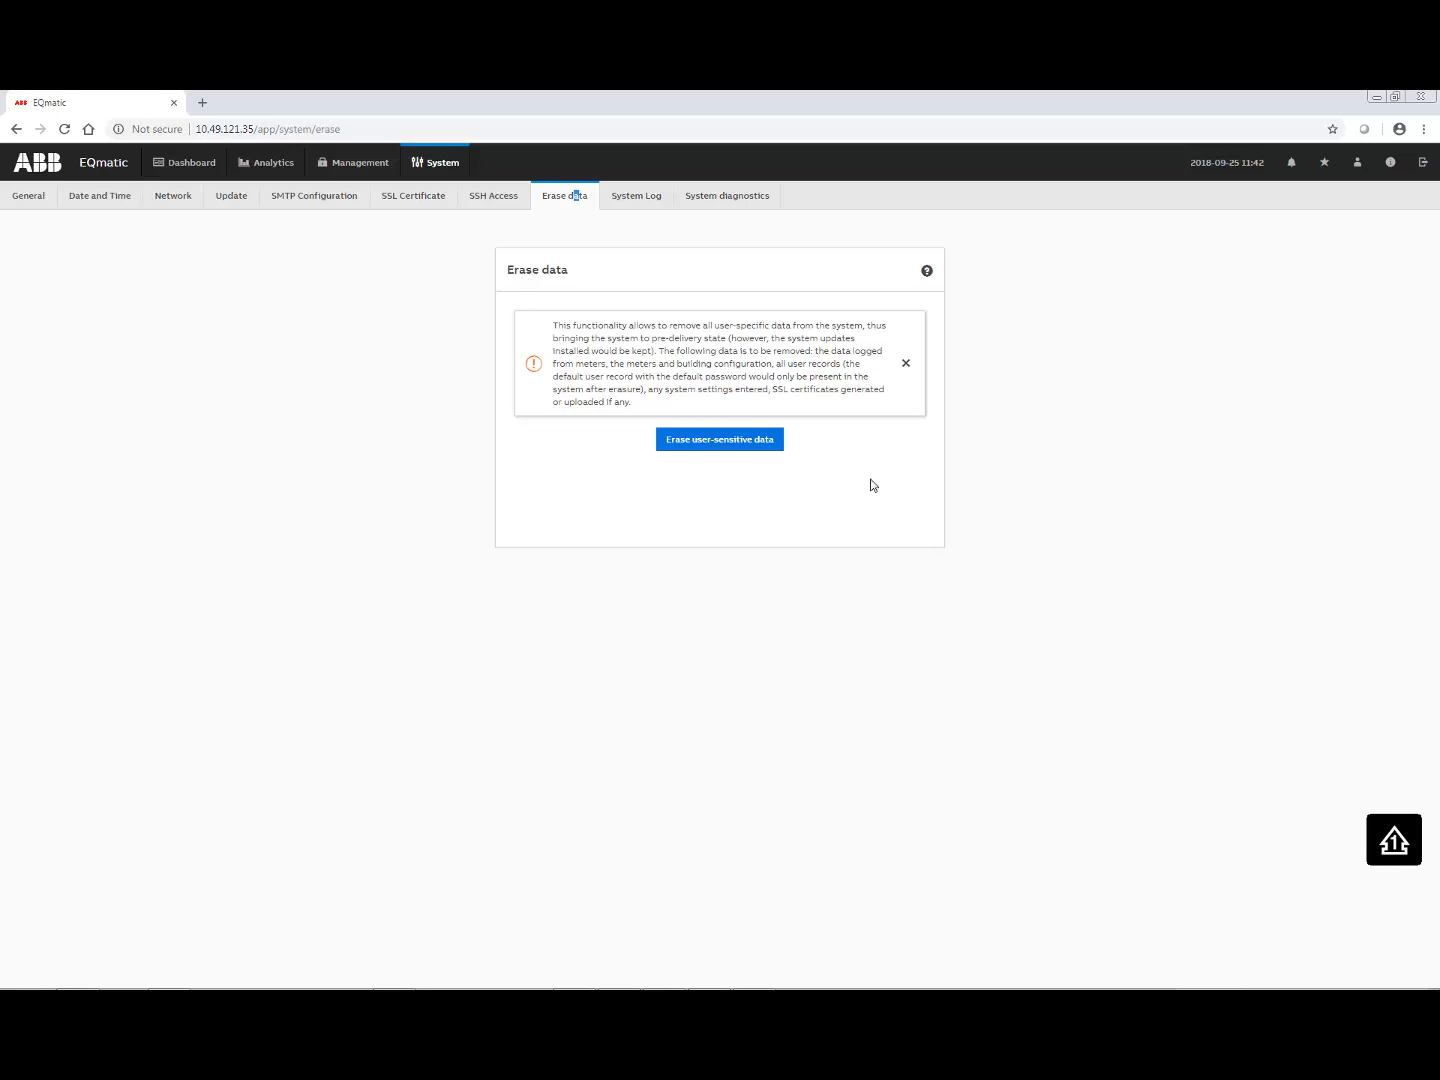 ABB EQmatic
Not secure 10.49.121.35/app/system/erase
ABB EQmatic Dashboard Analytics Management System 2018-09-25 11:42
General Date and Time Network Update SMTP Configuration SSL Certificate SSH Access Erase data System Log System diagnostics
Erase data
This functionality allows to remove all user-specific data from the system, thus
bringing the system to pre-delivery state (however, the system updates
installed would be kept). The following data is to be removed: the data logged
from meters, the meters and building configuration, all user records (the
default user record with the default password would only be present in the
system after erasure), any system settings entered, SSL certificates generated
or uploaded if any.
Erase user-sensitive data
1